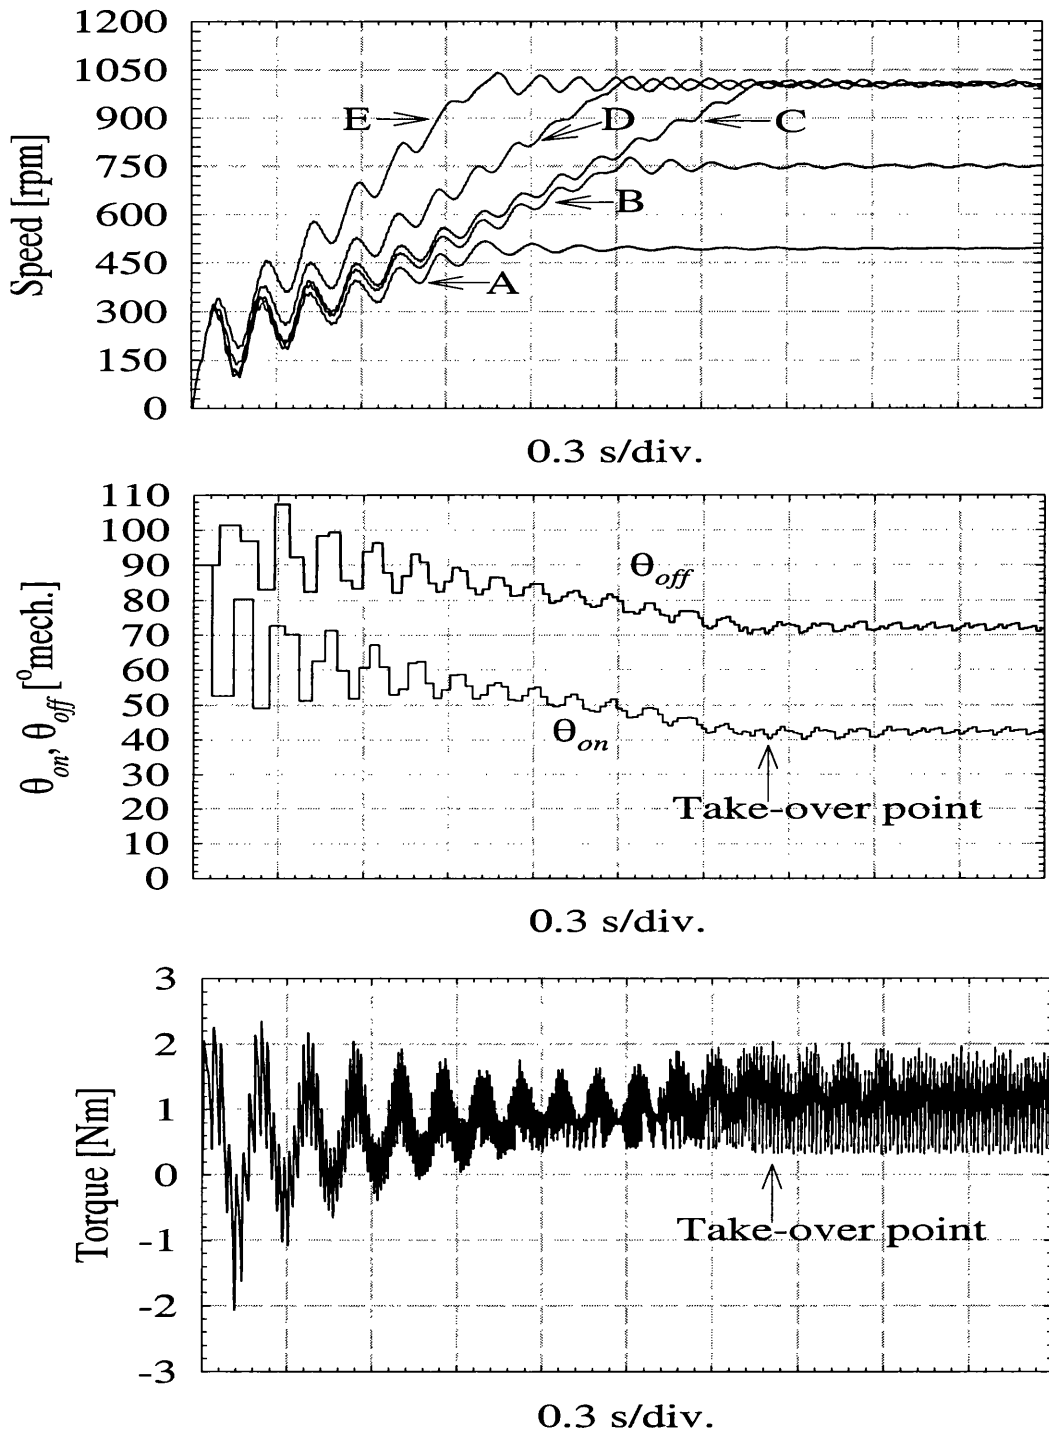 1200
1050
900
750
600
450
300
150
0
Speed [rpm]
E
D
C
B
A
0.3 s/div.
110
100
90
80
70
60
50
40
30
20
10
0
θon, θoff [0mech.]
θoff
θon
Take-over point
0.3 s/div.
3
2
1
0
-1
-2
-3
Torque [Nm]
Take-over point
0.3 s/div.